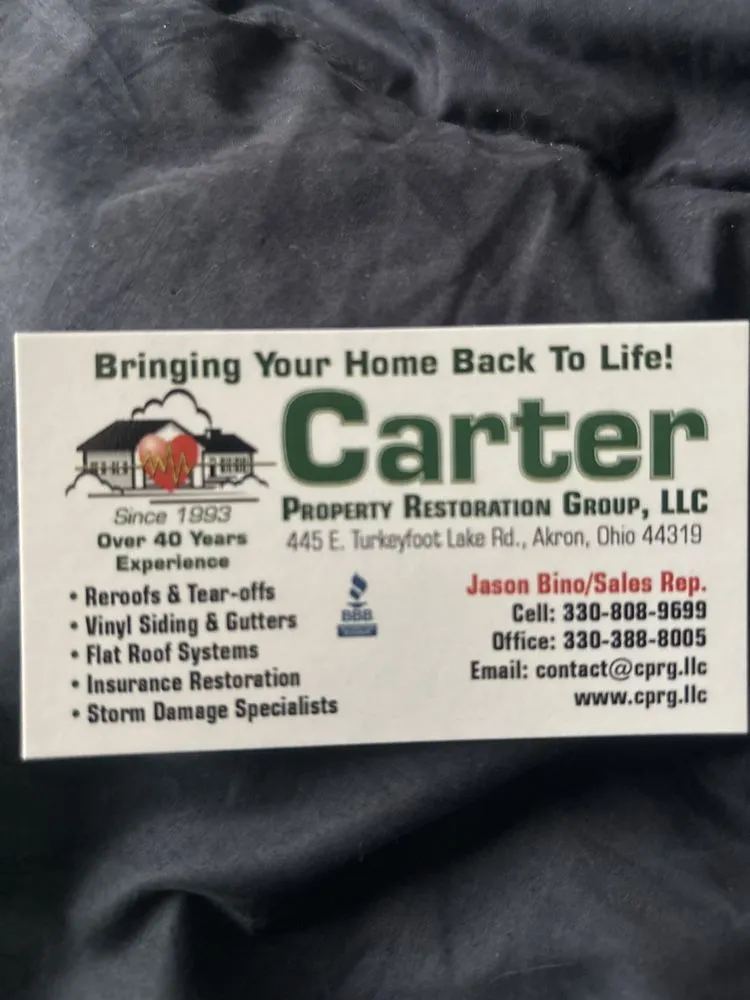 Bringing Your Home Back To Life!
Carter
PROPERTY RESTORATION GROUP, LLC
445 E. Turkeyfoot Lake Rd., Akron, Ohio 44319
Since 1993
Over 40 Years
Experience
• Reroofs & Tear-offs
• Vinyl Siding & Gutters
• Flat Roof Systems
• Insurance Restoration
• Storm Damage Specialists
BBB
Jason Bino/Sales Rep.
Cell: 330-808-9699
Office: 330-388-8005
Email: contact@cprg.llc
www.cprg.llc